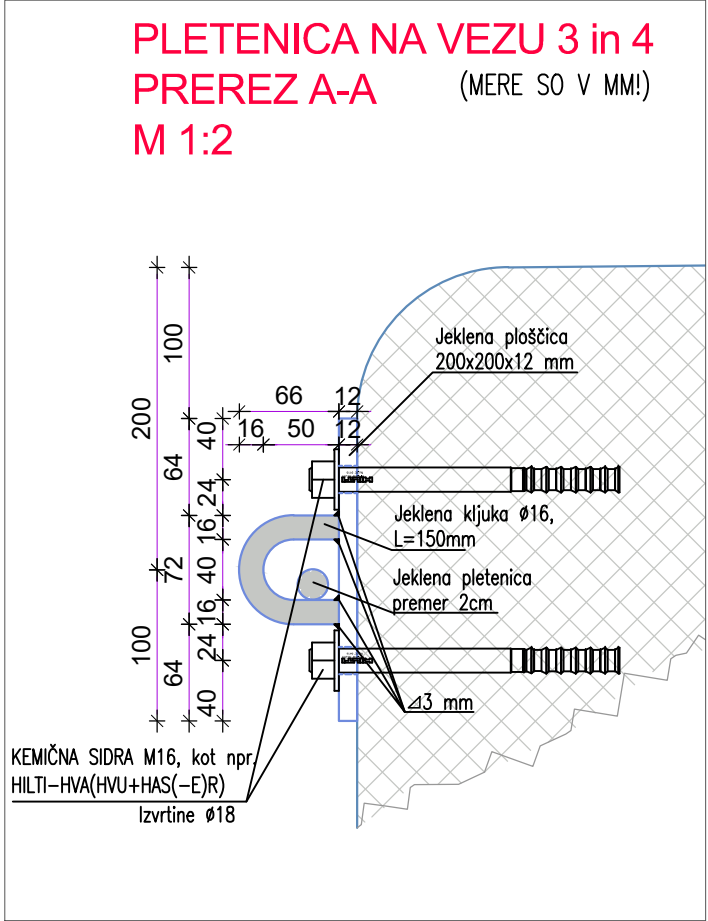 PLETENICA NA VEZU 3 in 4
PREREZ A-A
(MERE SO V MM!)
M 1:2
100
200
64
40
24
16
72
40
16
100
24
64
40
66
12
16
50
12
Jeklena ploščica
200x200x12 mm
Jeklena kljuka ø16,
L=150mm
Jeklena pletenica
premer 2cm
⊿3 mm
KEMIČNA SIDRA M16, kot npr.
HILTI-HVA(HVU+HAS(-E)R)
Izvrtine ø18